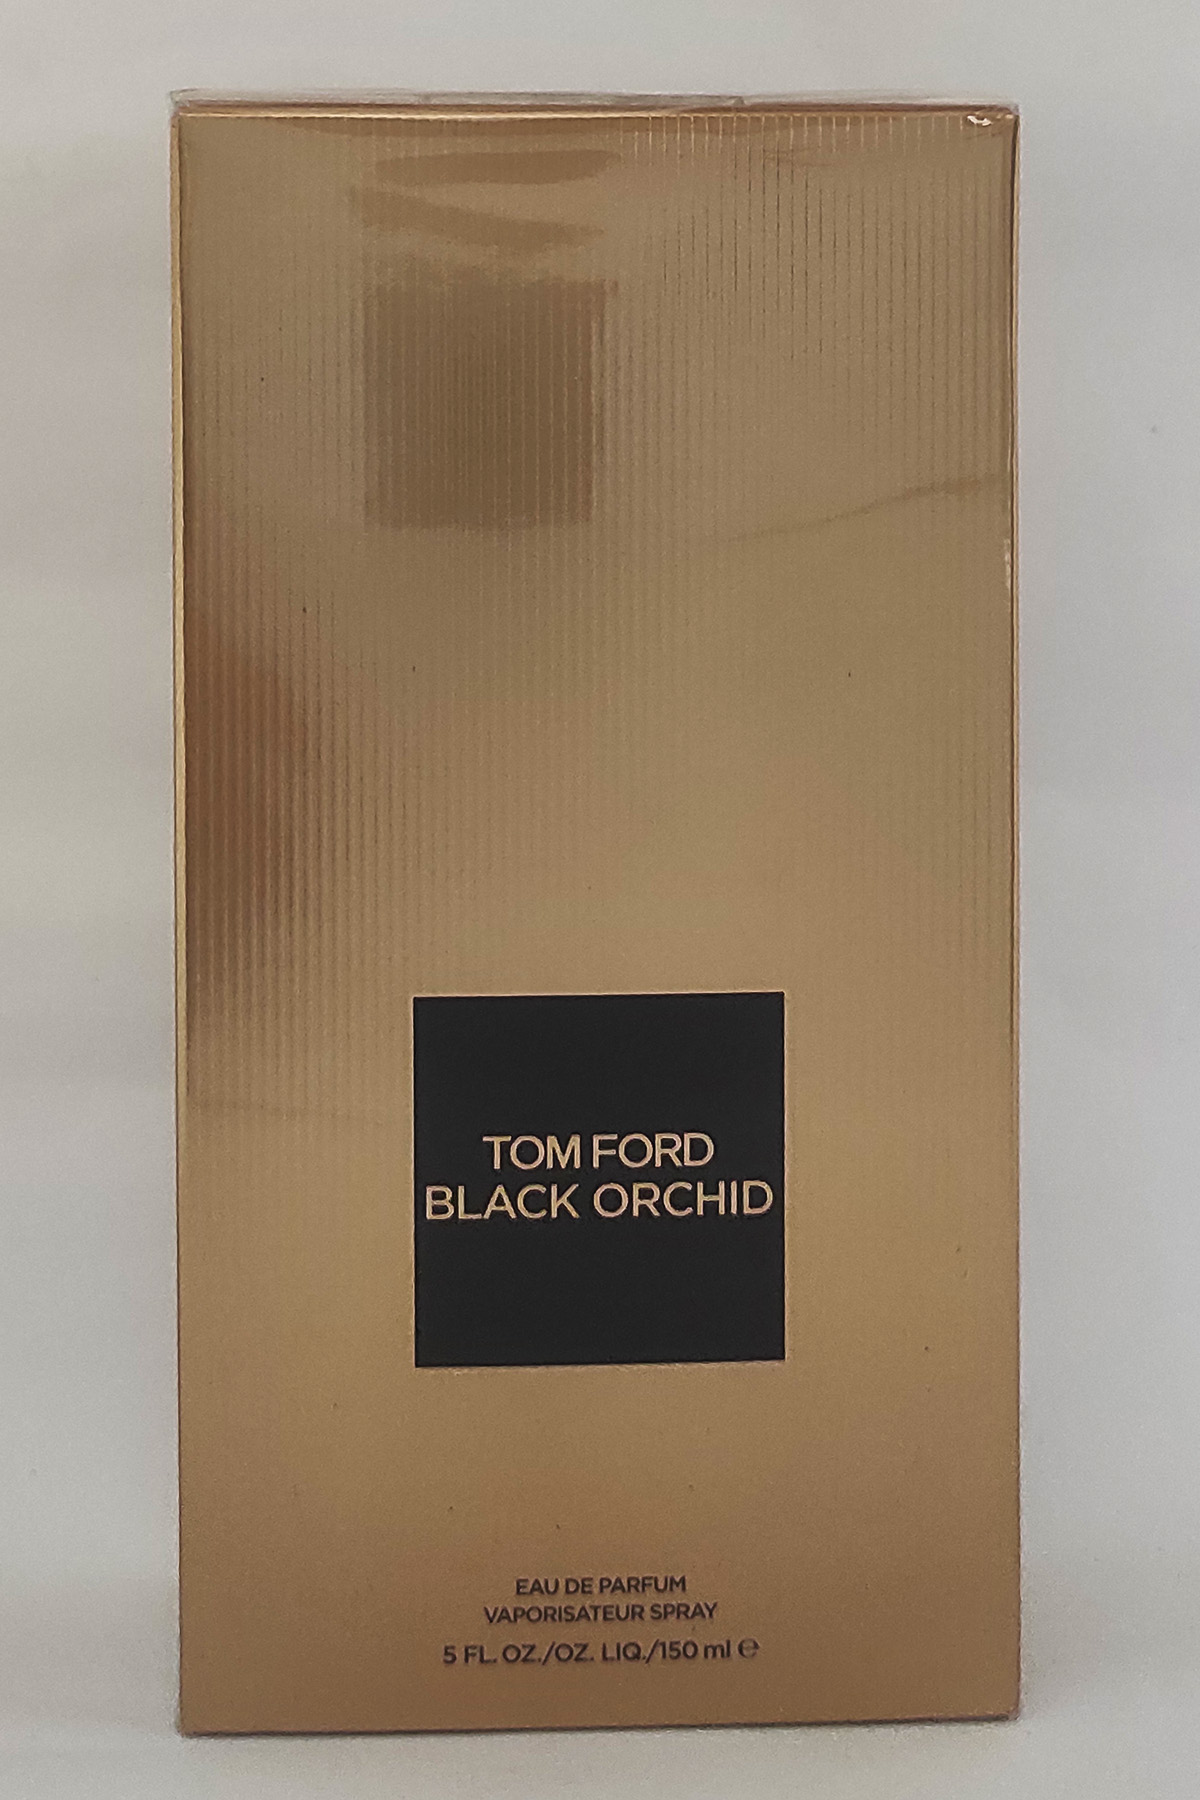 TOM FORD
BLACK ORCHID
EAU DE PARFUM
VAPORISATEUR SPRAY
5 FL. OZ./OZ. LIQ./150 ml ℮